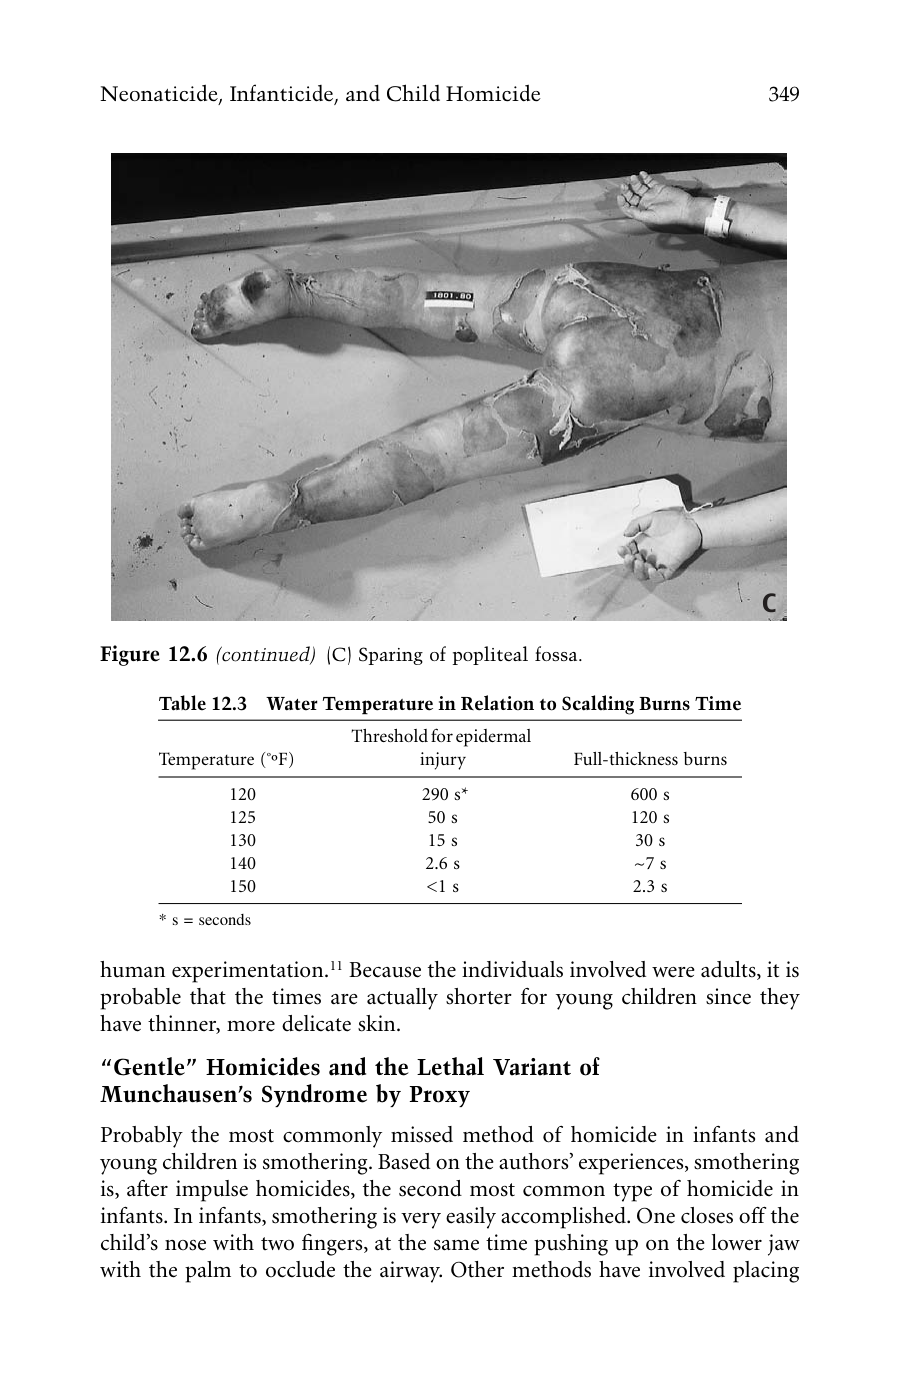 Neonaticide, Infanticide, and Child Homicide 349
1801.80
C
Figure 12.6 (continued) (C) Sparing of popliteal fossa.
Table 12.3 Water Temperature in Relation to Scalding Burns Time
Threshold for epidermal
Temperature (°ºF) injury Full-thickness burns
120 290 s* 600 s
125 50 s 120 s
130 15 s 30 s
140 2.6 s ~7 s
150 <1 s 2.3 s
* s = seconds
human experimentation.¹¹ Because the individuals involved were adults, it is
probable that the times are actually shorter for young children since they
have thinner, more delicate skin.
“Gentle” Homicides and the Lethal Variant of
Munchausen’s Syndrome by Proxy
Probably the most commonly missed method of homicide in infants and
young children is smothering. Based on the authors’ experiences, smothering
is, after impulse homicides, the second most common type of homicide in
infants. In infants, smothering is very easily accomplished. One closes off the
child’s nose with two fingers, at the same time pushing up on the lower jaw
with the palm to occlude the airway. Other methods have involved placing